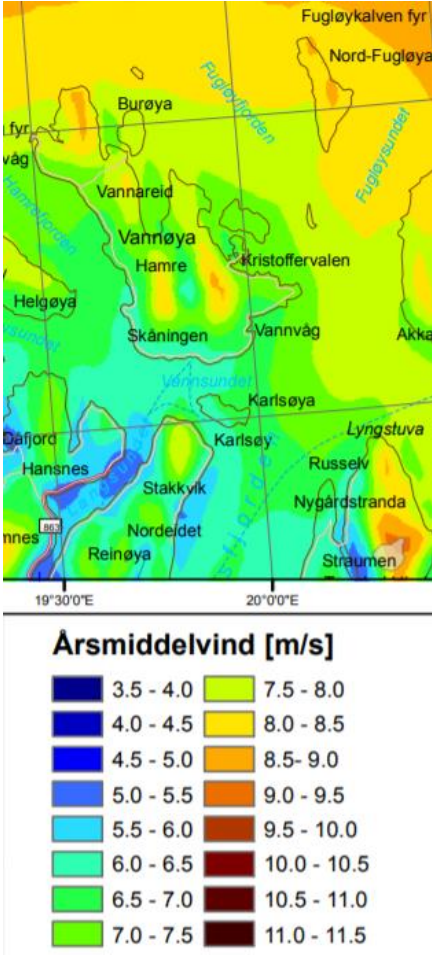 Fugløykalven fyr
Nord-Fugløya
Fugløyfjorden
Burøya
fyr
våg
Fugløysundet
Hamrefjorden
Vannareid
Vannøya
Kristoffervalen
Hamre
Helgøya
Skåningen
Vannvåg
Akka
ysundet
Vannsundet
Karlsøya
Lyngstuva
Dåfjord
Karlsøy
Hansnes
Russelv
Langsund
Stakkvik
Nygårdstranda
863
Nordeidet
sfjorden
mnes
Reinøya
Straumen
19°30'0"E
20°0'0"E
Årsmiddelvind [m/s]
3.5 - 4.0
4.0 - 4.5
4.5 - 5.0
5.0 - 5.5
5.5 - 6.0
6.0 - 6.5
6.5 - 7.0
7.0 - 7.5
7.5 - 8.0
8.0 - 8.5
8.5- 9.0
9.0 - 9.5
9.5 - 10.0
10.0 - 10.5
10.5 - 11.0
11.0 - 11.5